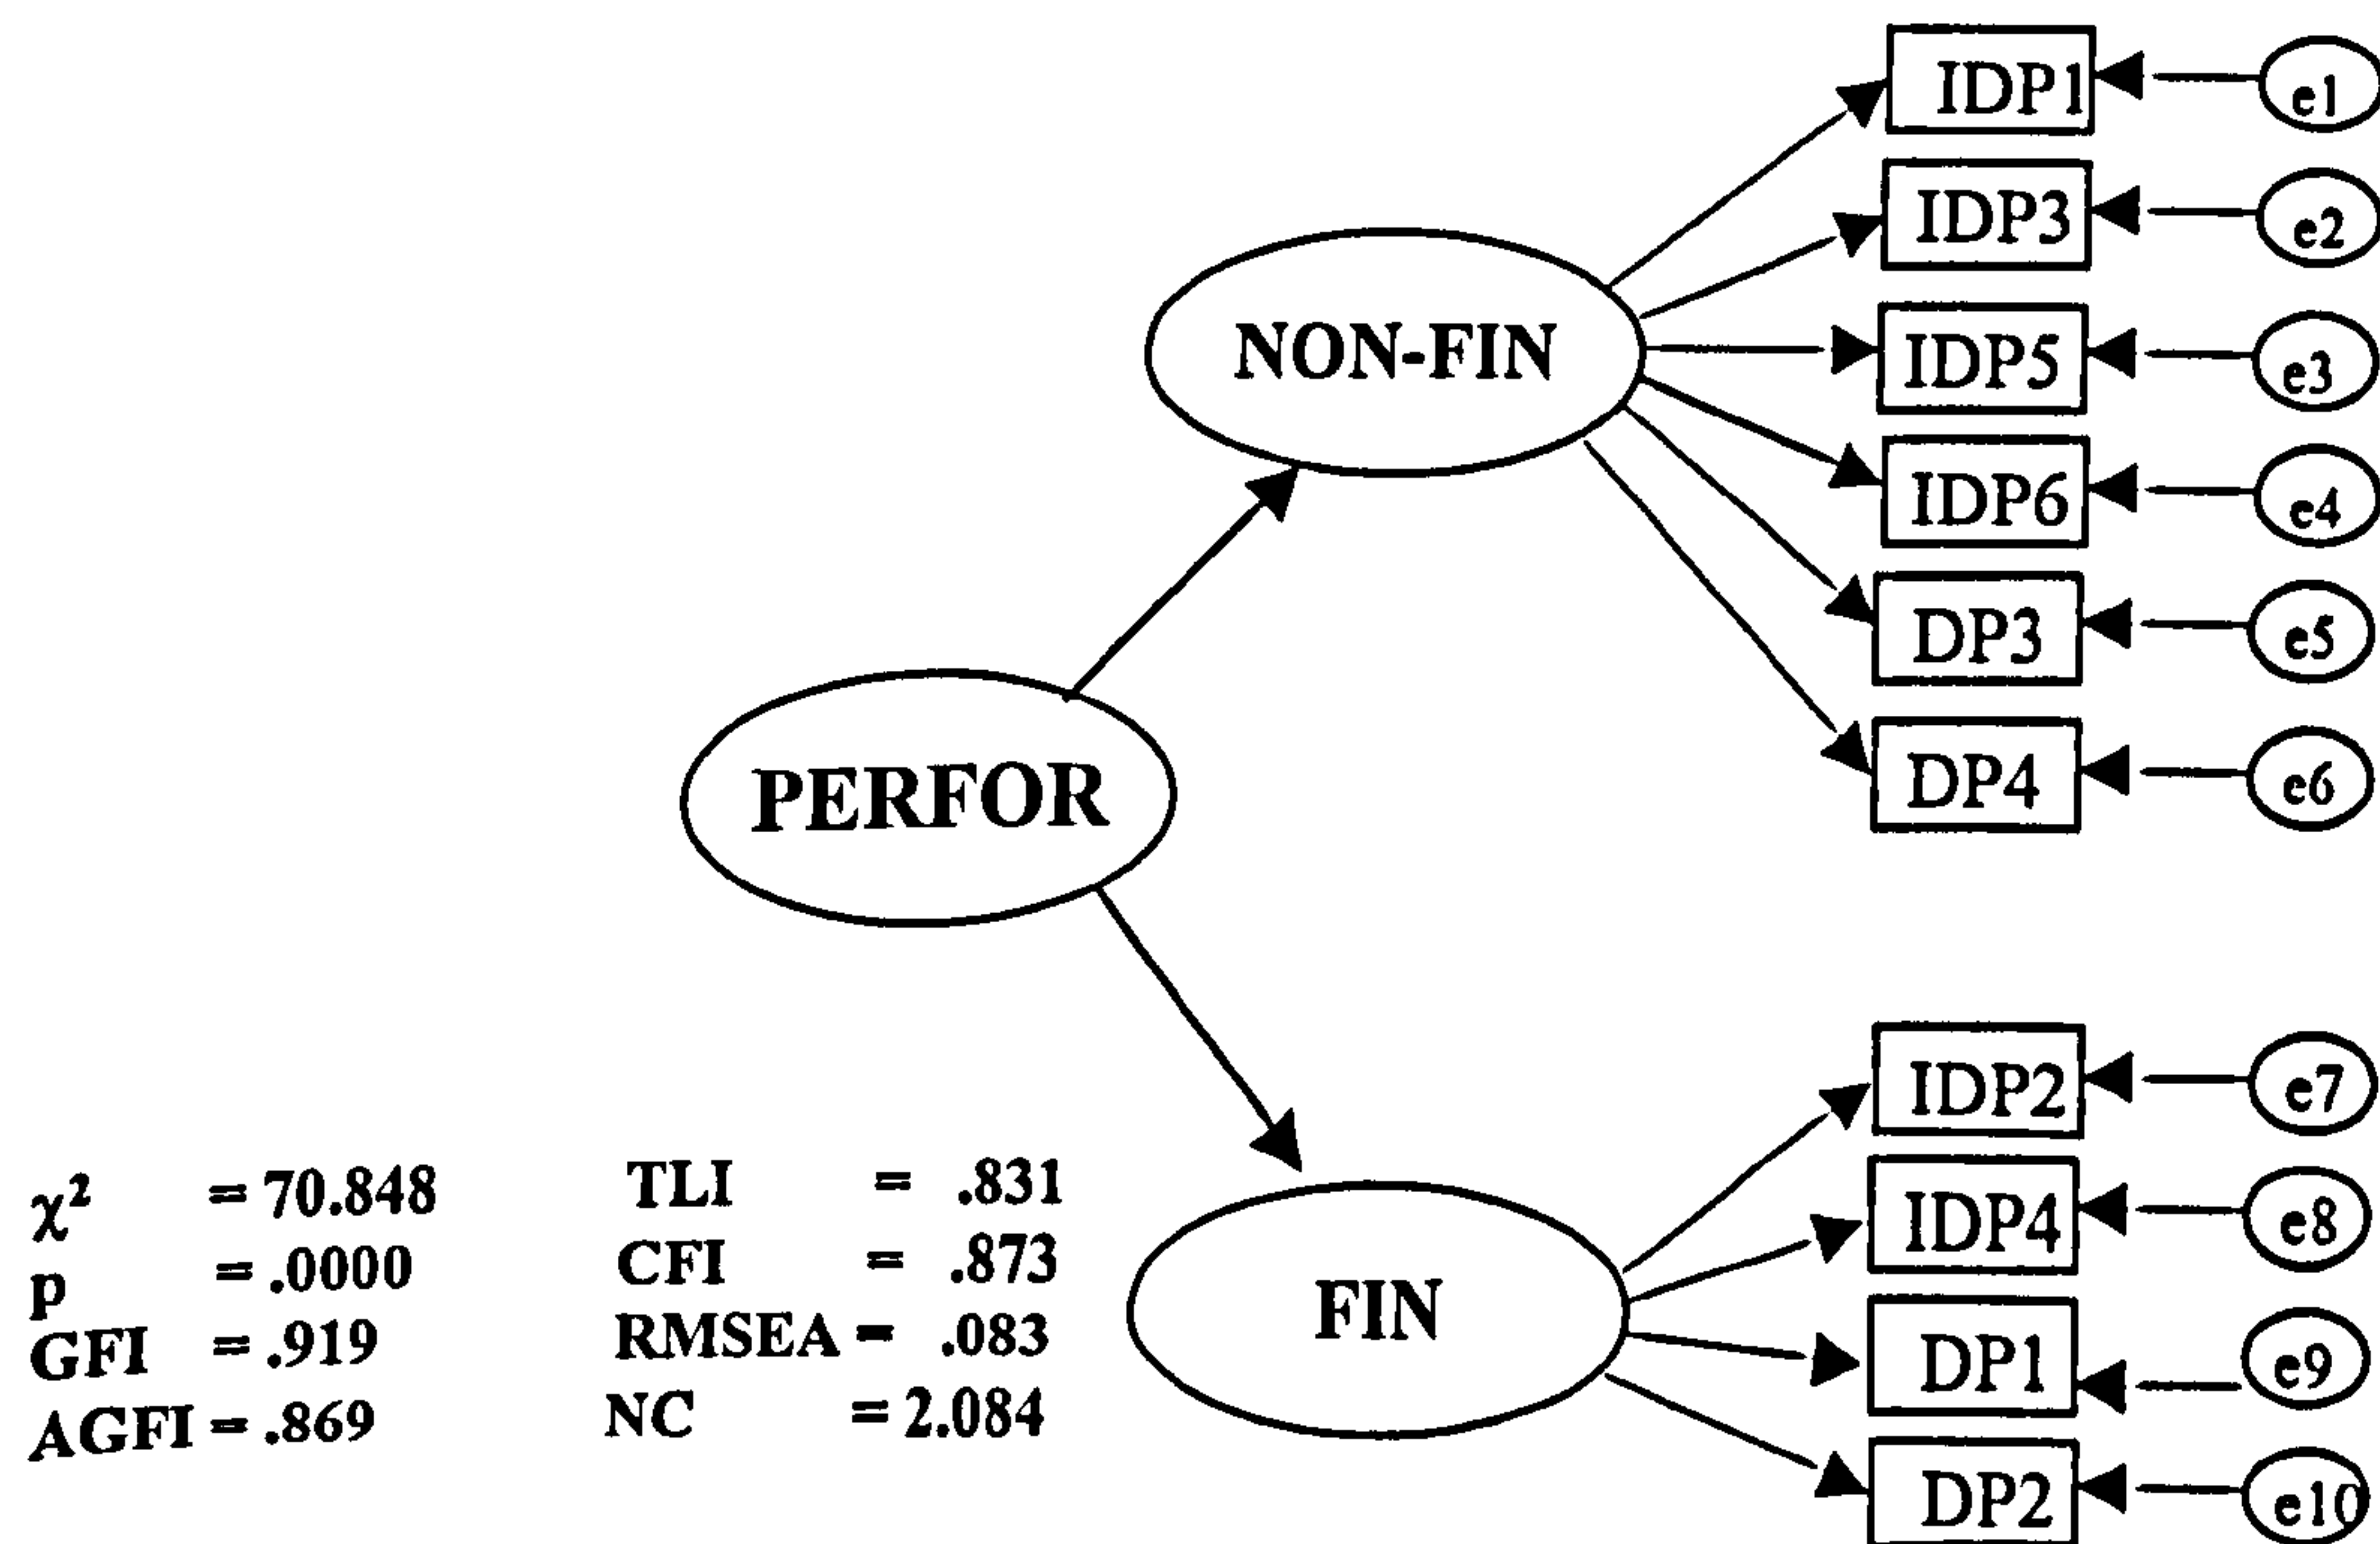 IDP1
e1
IDP3
e2
NON-FIN
IDP5
e3
IDP6
e4
DP3
e5
PERFOR
DP4
e6
IDP2
e7
χ² = 70.848
p = .0000
GFI = .919
AGFI = .869
TLI = .831
CFI = .873
RMSEA = .083
NC = 2.084
IDP4
e8
FIN
DP1
e9
DP2
e10